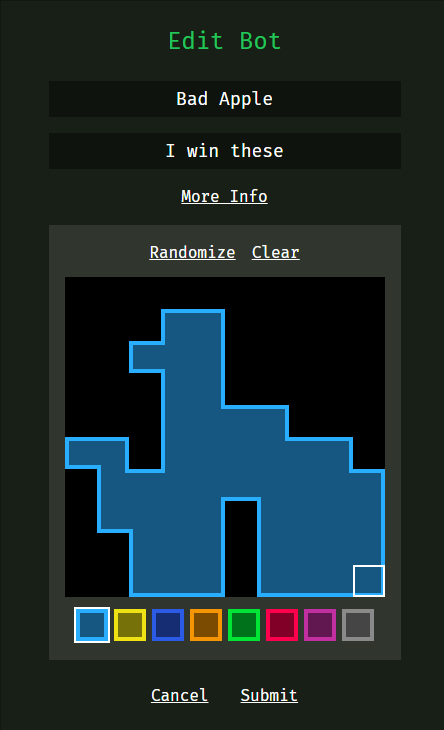 Edit Bot
Bad Apple
I win these
More Info
Randomize Clear
Cancel Submit